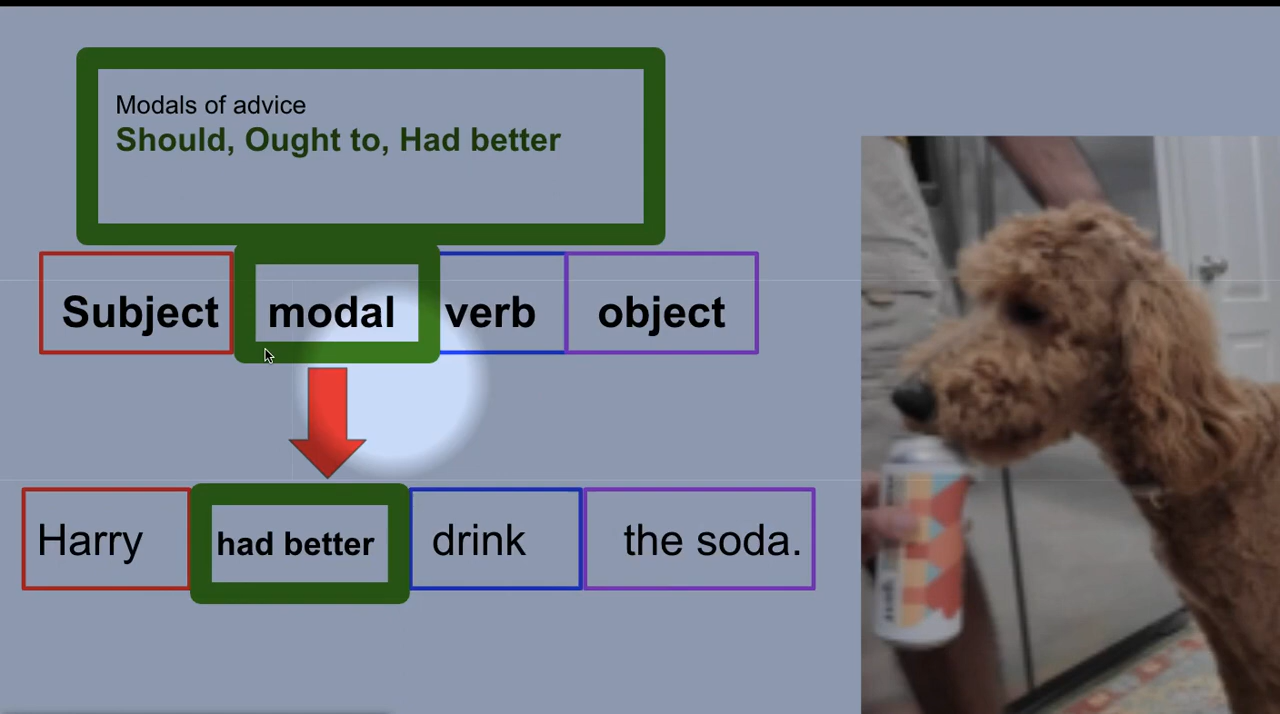 Modals of advice
Should, Ought to, Had better
Subject modal verb object
Harry had better drink the soda.